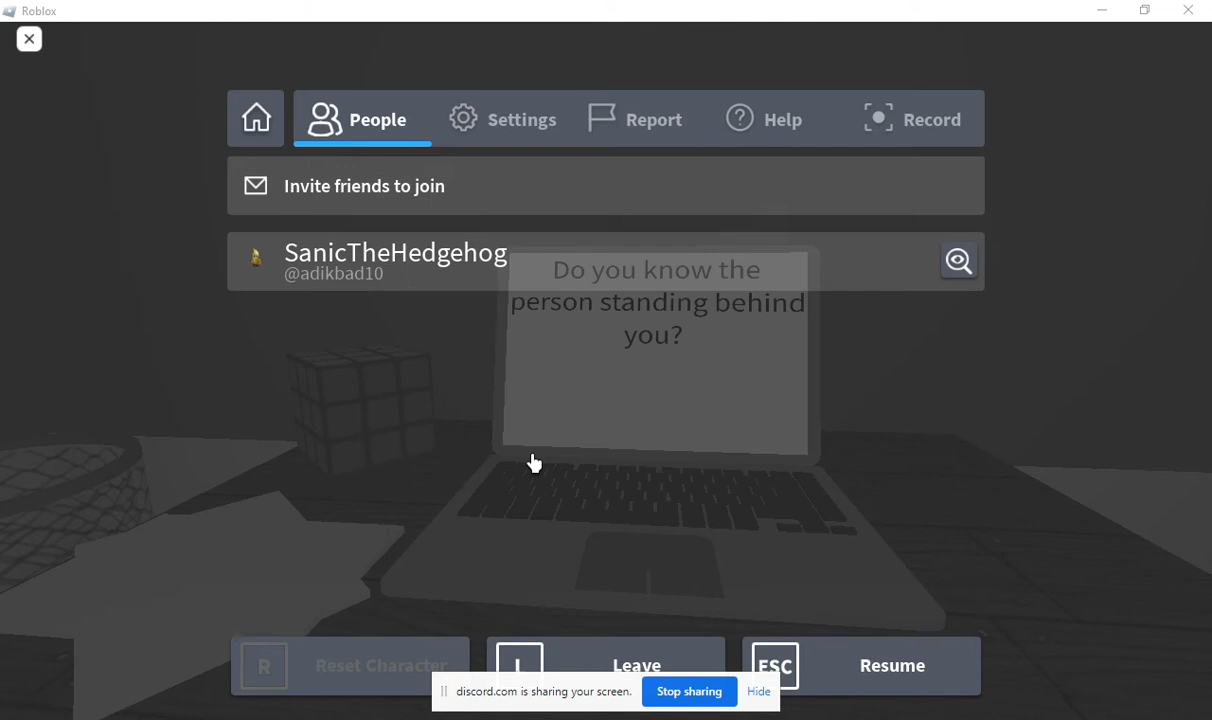 Roblox
People
Settings
Report
Help
Record
Invite friends to join
SanicTheHedgehog
@adikbad10
Do you know the
person standing behind
you?
R Reset Character
L Leave
ESC Resume
discord.com is sharing your screen. Stop sharing Hide